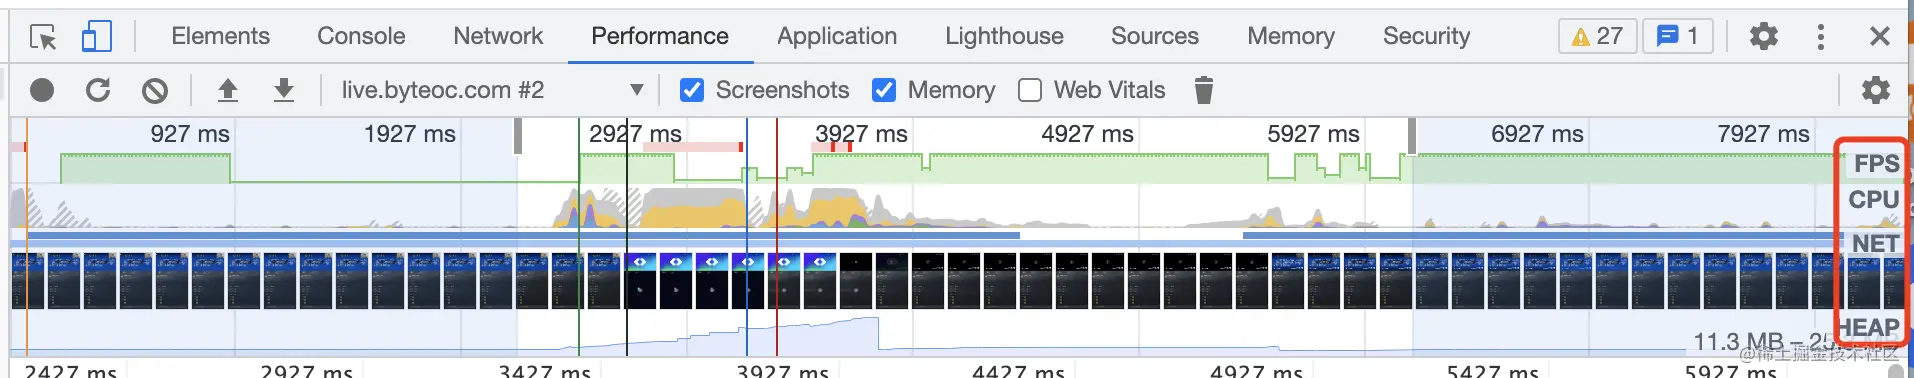 Elements Console Network Performance Application Lighthouse Sources Memory Security 27 1
live.byteoc.com #2 Screenshots Memory Web Vitals
927 ms 1927 ms 2927 ms 3927 ms 4927 ms 5927 ms 6927 ms 7927 ms
FPS
CPU
NET
HEAP
11.3 MB – 25
@稀土掘金技术社区
2427 ms 2927 ms 3427 ms 3927 ms 4427 ms 4927 ms 5427 ms 5927 ms